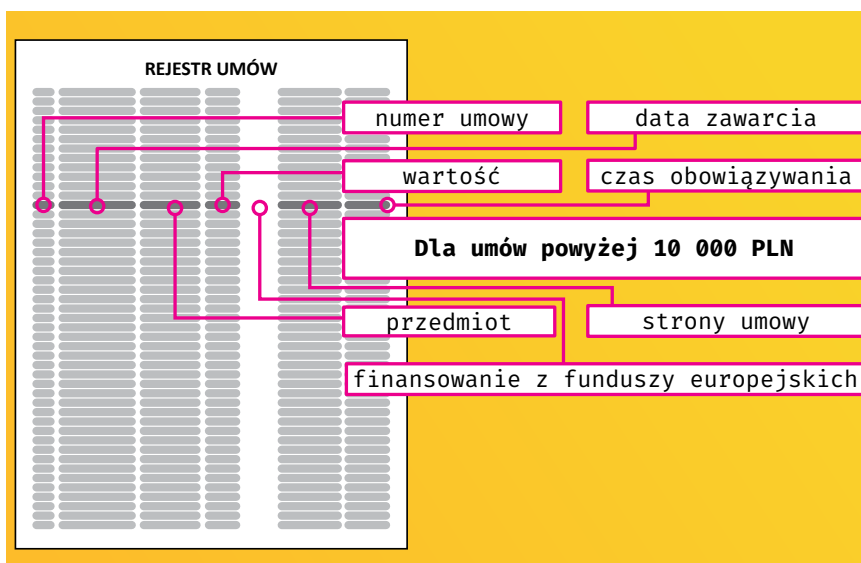 REJESTR UMÓW
numer umowy
data zawarcia
wartość
czas obowiązywania
Dla umów powyżej 10 000 PLN
przedmiot
strony umowy
finansowanie z funduszy europejskich